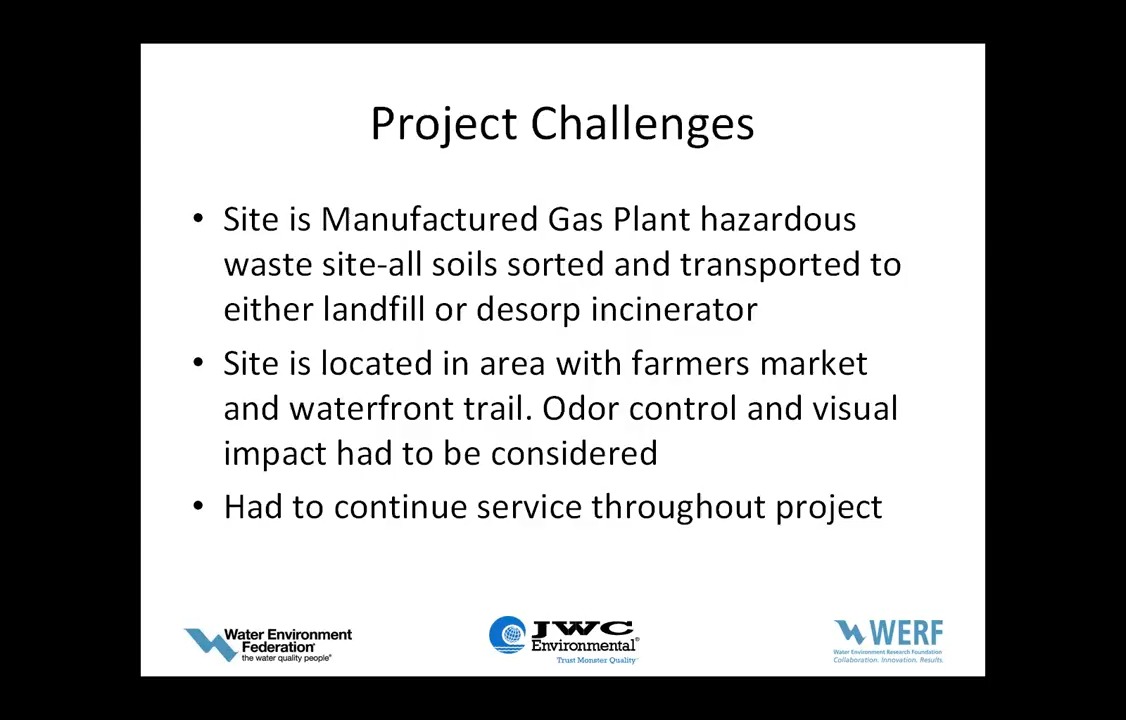 Project Challenges
• Site is Manufactured Gas Plant hazardous
waste site-all soils sorted and transported to
either landfill or desorp incinerator
• Site is located in area with farmers market
and waterfront trail. Odor control and visual
impact had to be considered
• Had to continue service throughout project
Water Environment
Federation®
the water quality people®
JWC
Environmental®
Trust Monster Quality™
WERF
Water Environment Research Foundation
Collaboration. Innovation. Results.